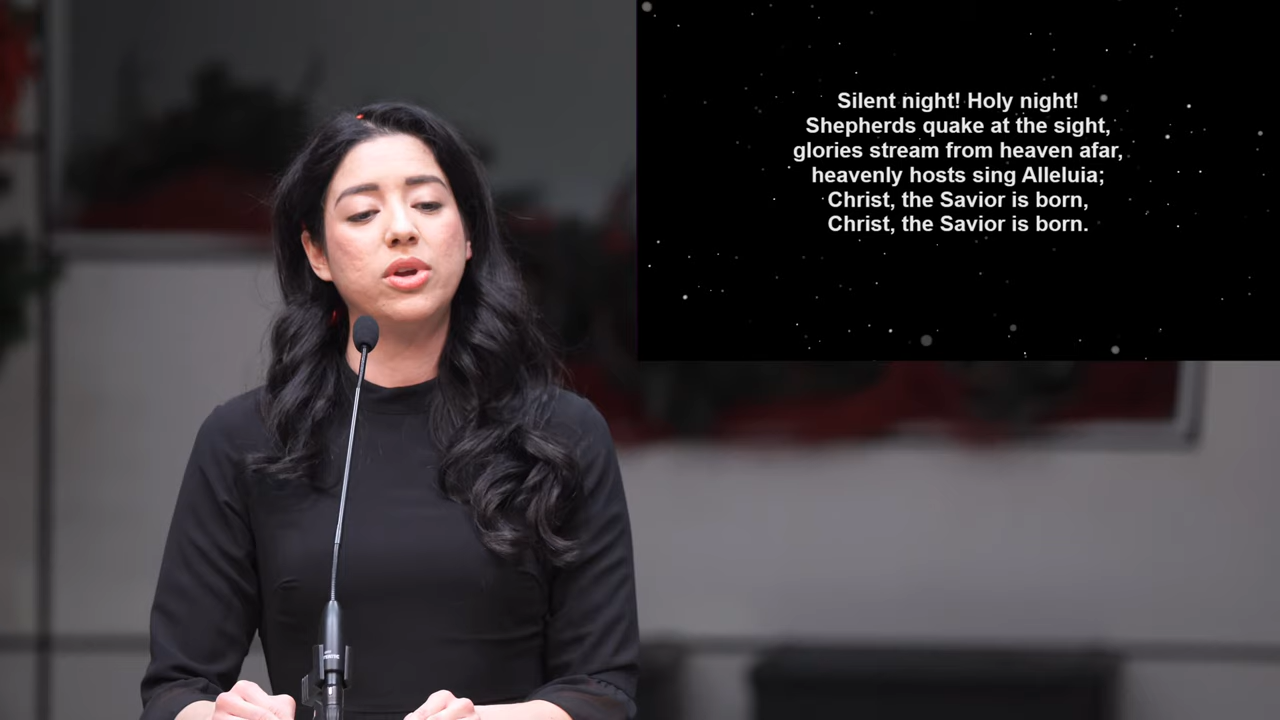 Silent night! Holy night!
Shepherds quake at the sight,
glories stream from heaven afar,
heavenly hosts sing Alleluia;
Christ, the Savior is born,
Christ, the Savior is born.